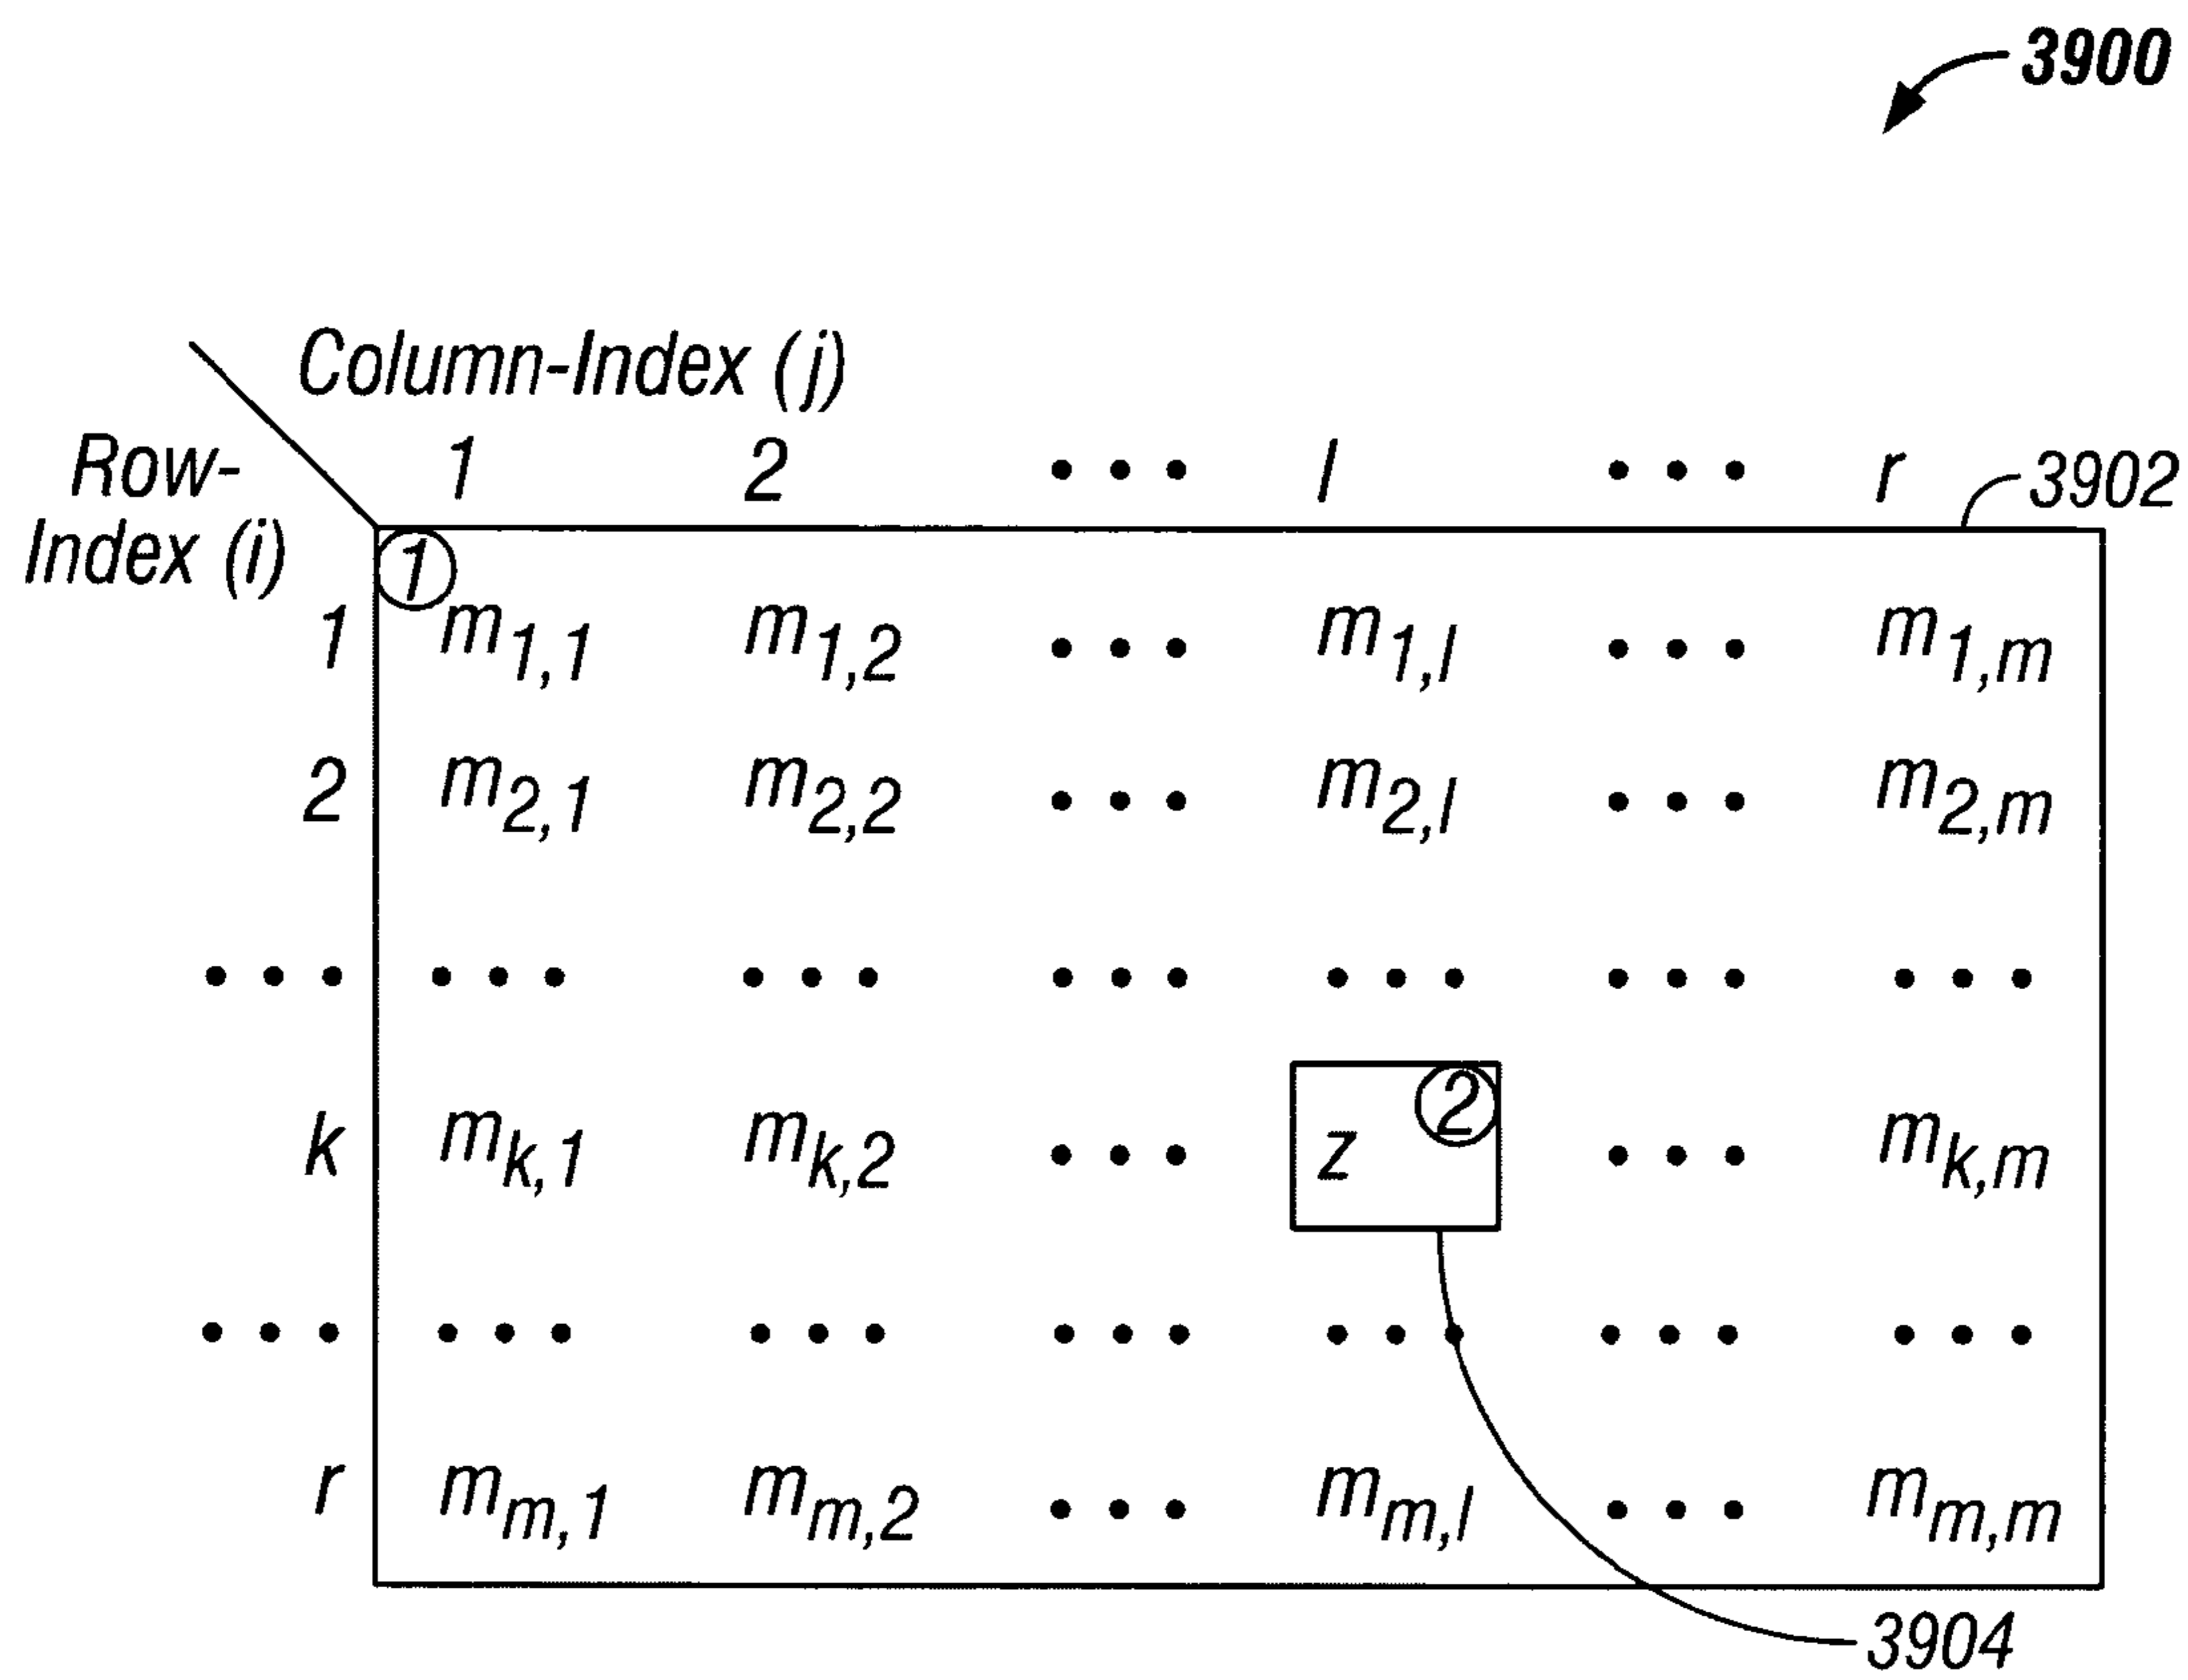 3900
Column-Index (j)
Row-
Index (i)
1 2 ••• l ••• r
3902
1
1 m1,1 m1,2 ••• m1,l ••• m1,m
2 m2,1 m2,2 ••• m2,l ••• m2,m
••• ••• ••• ••• ••• ••• •••
2
k mk,1 mk,2 ••• z ••• mk,m
••• ••• ••• ••• ••• ••• •••
r mm,1 mm,2 ••• mm,l ••• mm,m
3904